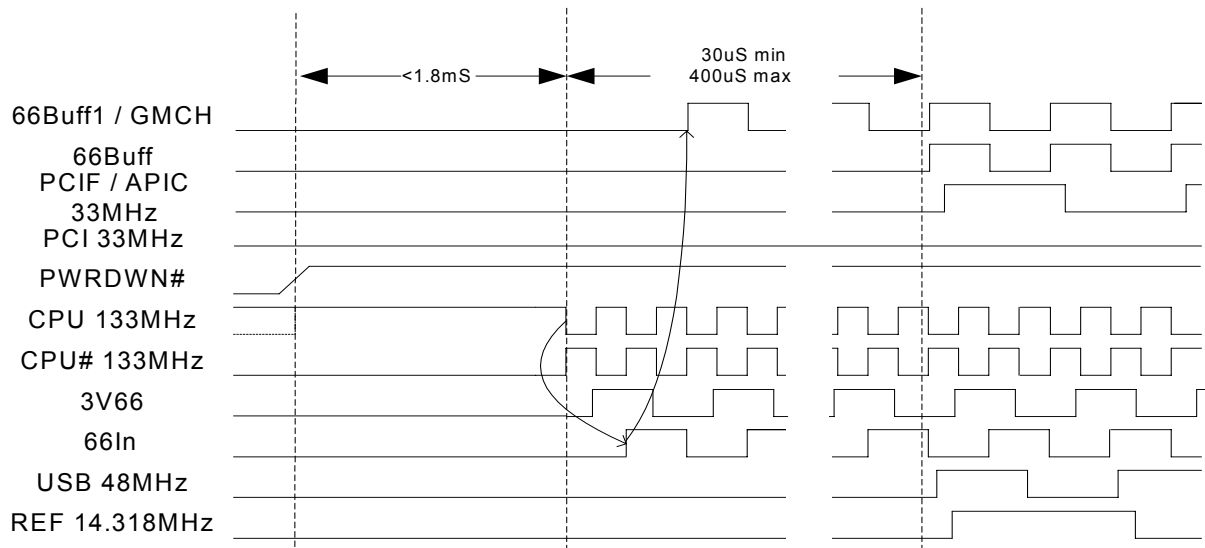 <1.8mS
30uS min
400uS max
66Buff1 / GMCH
66Buff
PCIF / APIC
33MHz
PCI 33MHz
PWRDWN#
CPU 133MHz
CPU# 133MHz
3V66
66In
USB 48MHz
REF 14.318MHz